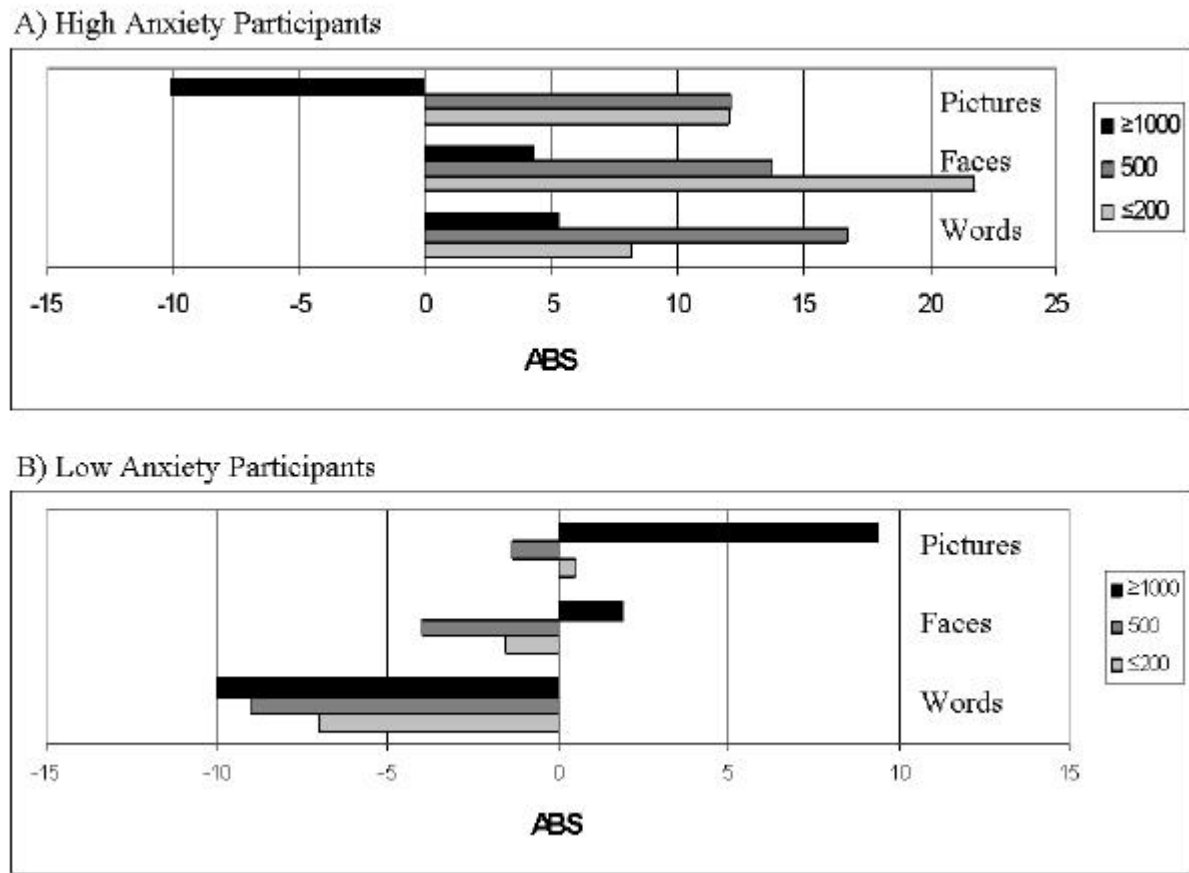 A) High Anxiety Participants
Pictures
Faces
Words
≥1000
500
≤200
-15 -10 -5 0 5 10 15 20 25
ABS
B) Low Anxiety Participants
Pictures
Faces
Words
≥1000
500
≤200
-15 -10 -5 0 5 10 15
ABS